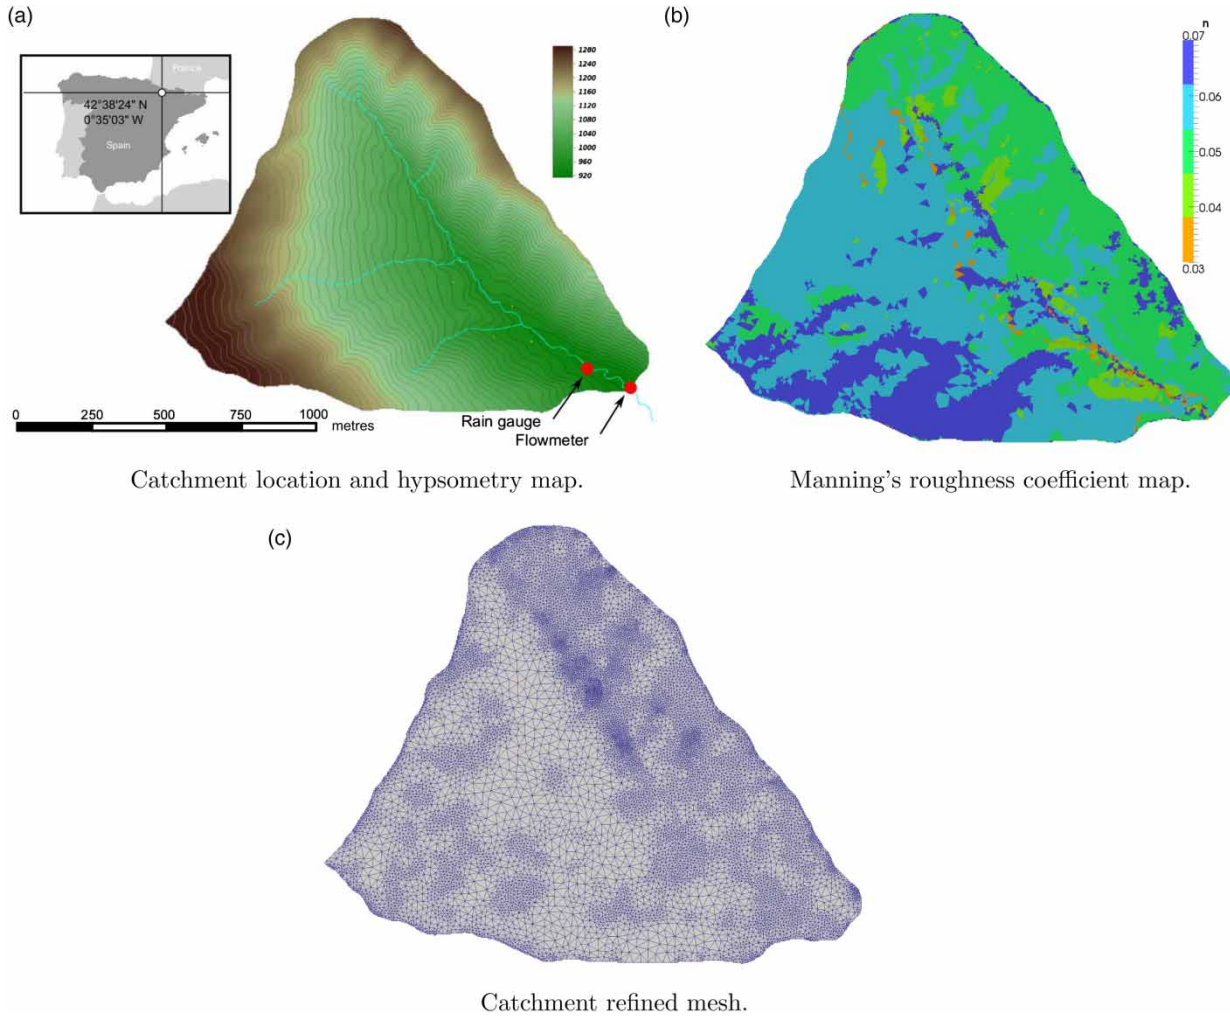 (a)
France
42°38'24" N
0°35'03" W
Spain
1280
1240
1200
1160
1120
1080
1040
1000
960
920
0 250 500 750 1000
metres
Rain gauge
Flowmeter
Catchment location and hypsometry map.
(b)
n
0.07
0.06
0.05
0.04
0.03
Manning's roughness coefficient map.
(c)
Catchment refined mesh.